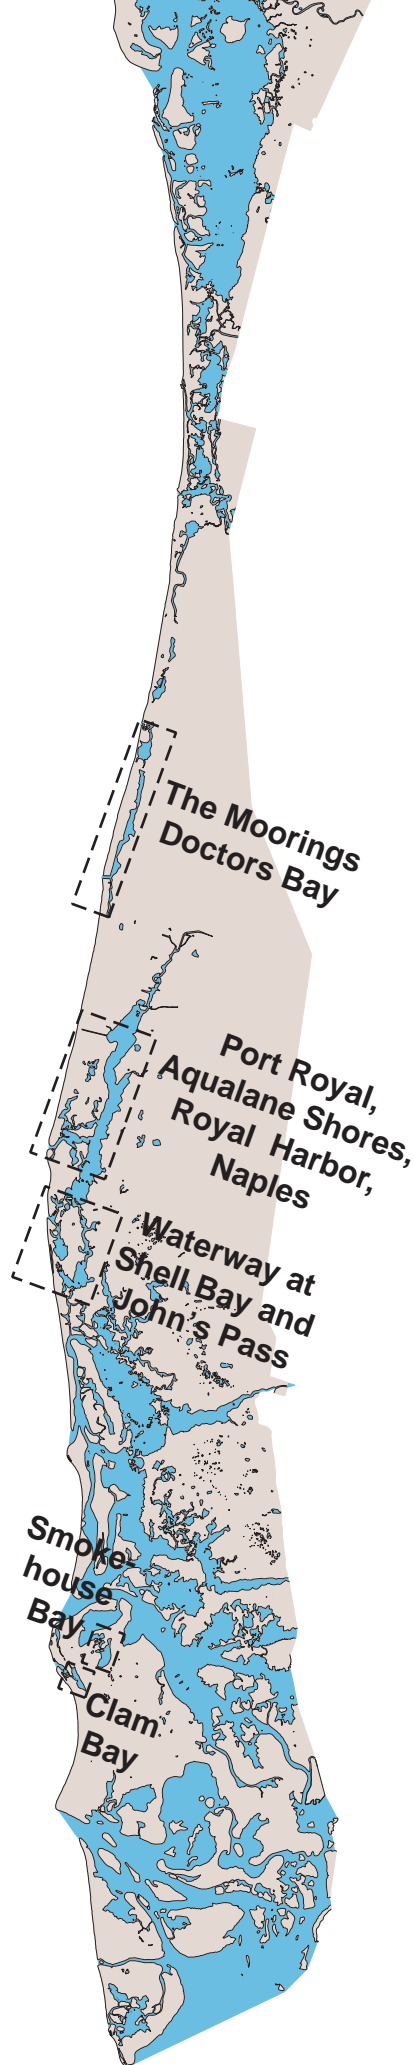 The Moorings
Doctors Bay
Port Royal,
Aqualane Shores,
Royal Harbor,
Naples
Waterway at
Shell Bay and
John's Pass
Smoke-
house
Bay
Clam
Bay